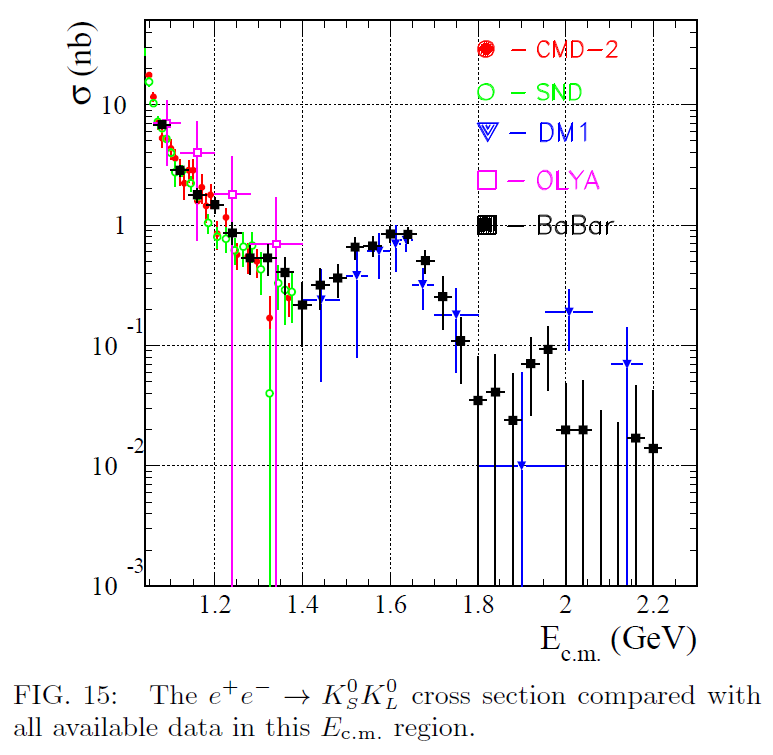 σ (nb)
10
1
10 -1
10 -2
10 -3
– CMD-2
– SND
– DM1
– OLYA
– BaBar
1.2 1.4 1.6 1.8 2 2.2
E c.m. (GeV)
FIG. 15: The e⁺e⁻ → K⁰_S K⁰_L cross section compared with
all available data in this E c.m. region.